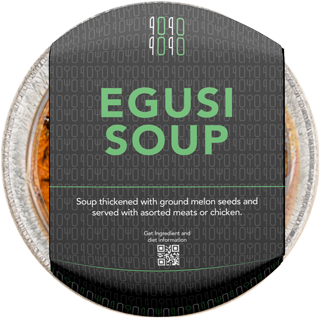 9090
9090
EGUSI
SOUP
Soup thickened with ground melon seeds and
served with asorted meats or chicken.
Get Ingredient and
diet information